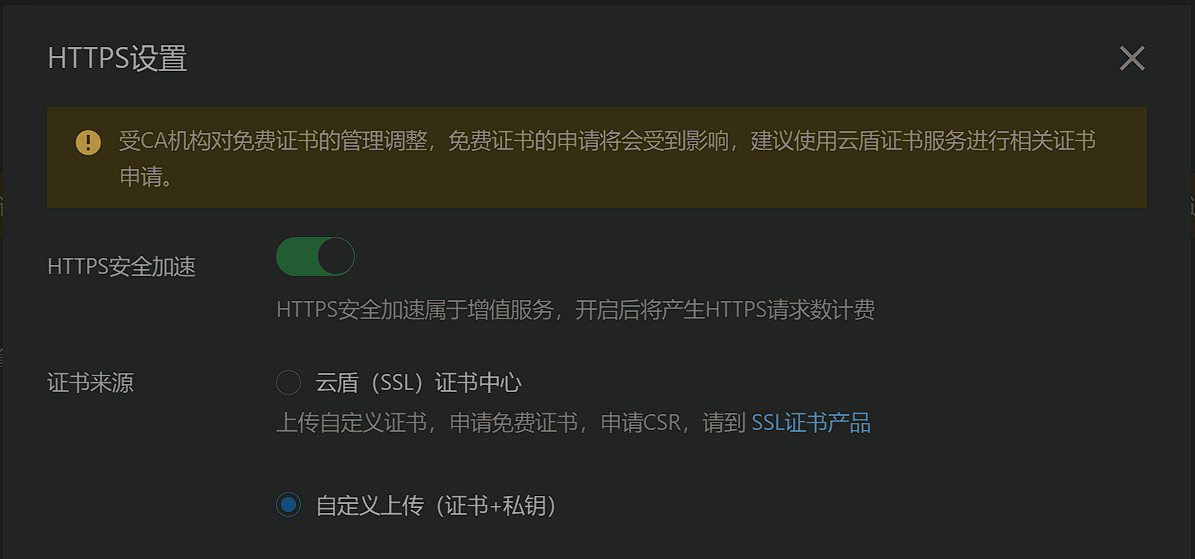 HTTPS设置
受CA机构对免费证书的管理调整，免费证书的申请将会受到影响，建议使用云盾证书服务进行相关证书
申请。
HTTPS安全加速
HTTPS安全加速属于增值服务，开启后将产生HTTPS请求数计费
证书来源
云盾（SSL）证书中心
上传自定义证书，申请免费证书，申请CSR，请到 SSL证书产品
自定义上传（证书+私钥）